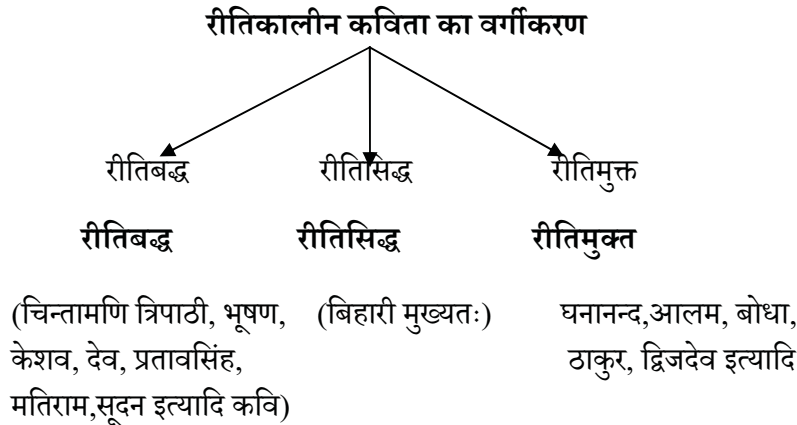 रीतिकालीन कविता का वर्गीकरण
रीतिबद्ध रीतिसिद्ध रीतिमुक्त
रीतिबद्ध रीतिसिद्ध रीतिमुक्त
(चिन्तामणि त्रिपाठी, भूषण, (बिहारी मुख्यतः) घनानन्द,आलम, बोधा,
केशव, देव, प्रतावसिंह, ठाकुर, द्विजदेव इत्यादि
मतिराम,सूदन इत्यादि कवि)